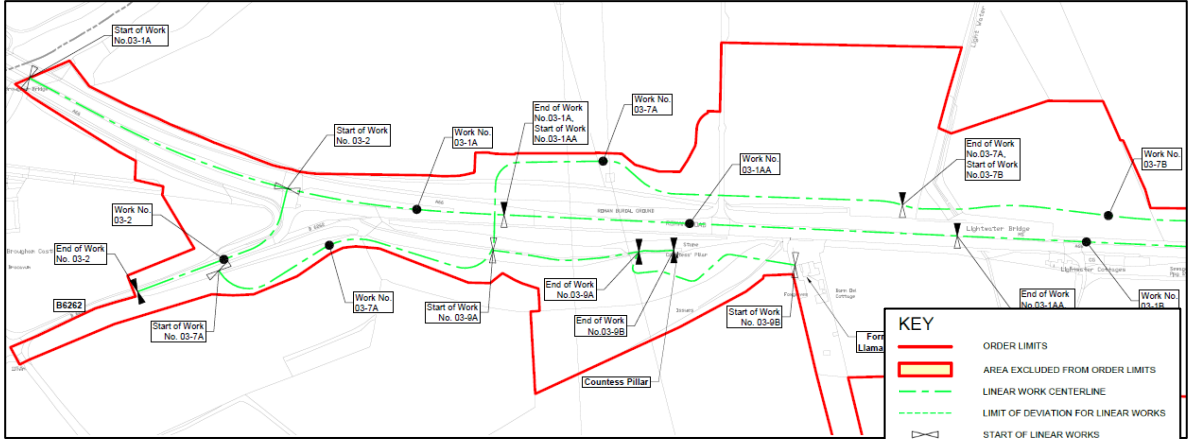 Start of Work
No.03-1A
Start of Work
No. 03-2
Work No.
03-1A
End of Work
No.03-1A,
Start of Work
No.03-1AA
Work No.
03-7A
Work No.
03-1AA
End of Work
No.03-7A,
Start of Work
No.03-7B
Work No.
03-7B
Light Water
ROMAN BURIAL GROUND
Work No.
03-2
End of Work
No. 03-2
B6262
Start of Work
No. 03-7A
Work No.
03-7A
Start of Work
No. 03-9A
End of Work
No.03-9A
End of Work
No.03-9B
Countess Pillar
Start of Work
No. 03-9B
Lightwater Bridge
Lightwater Cottages
End of Work
No.03-1AA
Work No.
03-1B
KEY
ORDER LIMITS
AREA EXCLUDED FROM ORDER LIMITS
LINEAR WORK CENTERLINE
LIMIT OF DEVIATION FOR LINEAR WORKS
START OF LINEAR WORKS